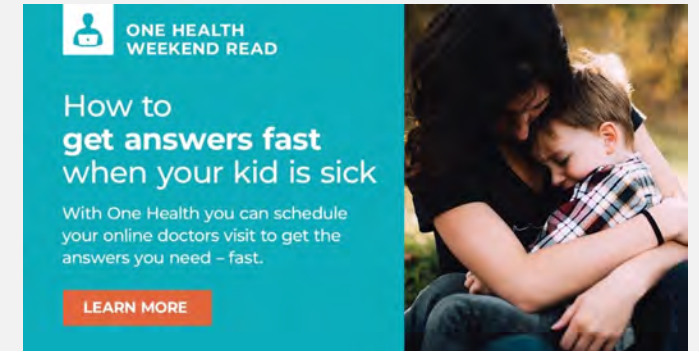 ONE HEALTH
WEEKEND READ
How to
get answers fast
when your kid is sick
With One Health you can schedule
your online doctors visit to get the
answers you need – fast.
LEARN MORE